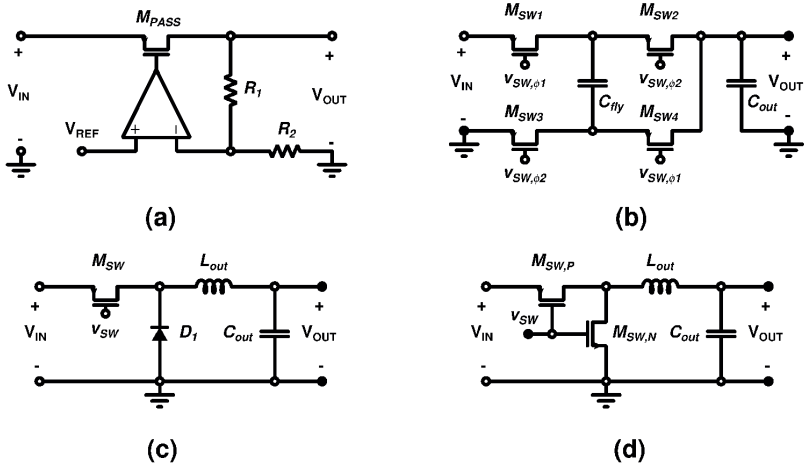 M_PASS
+
+
V_IN
R_1
V_OUT
V_REF
+ -
R_2
-
-
(a)
M_SW1
M_SW2
+
+
V_IN
v_SW,ϕ1
v_SW,ϕ2
C_fly
C_out
V_OUT
M_SW3
M_SW4
-
-
v_SW,ϕ2
v_SW,ϕ1
(b)
M_SW
L_out
+
+
V_IN
v_SW
D_1
C_out
V_OUT
-
-
(c)
M_SW,P
L_out
+
+
V_IN
v_SW
M_SW,N
C_out
V_OUT
-
-
(d)